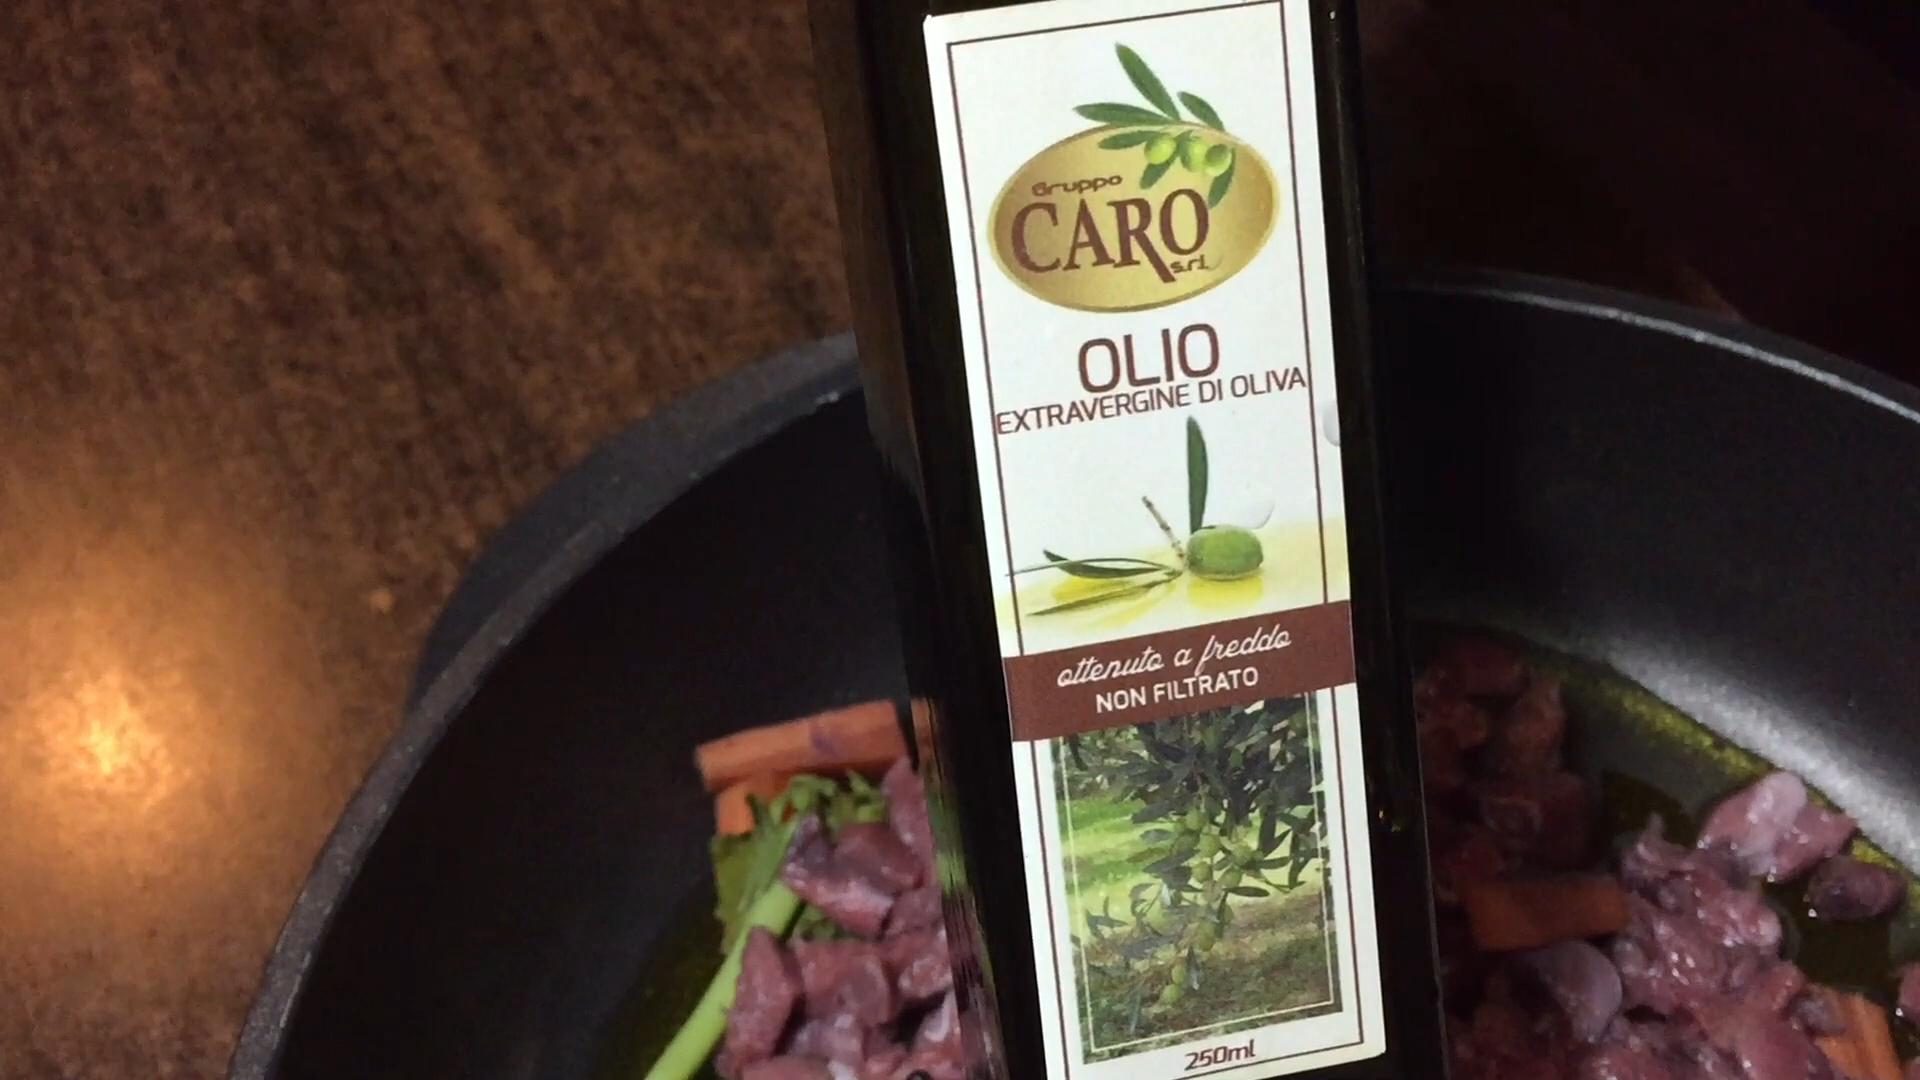 Gruppo
CARO
s.r.l.
OLIO
EXTRAVERGINE DI OLIVA
ottenuto a freddo
NON FILTRATO
250ml